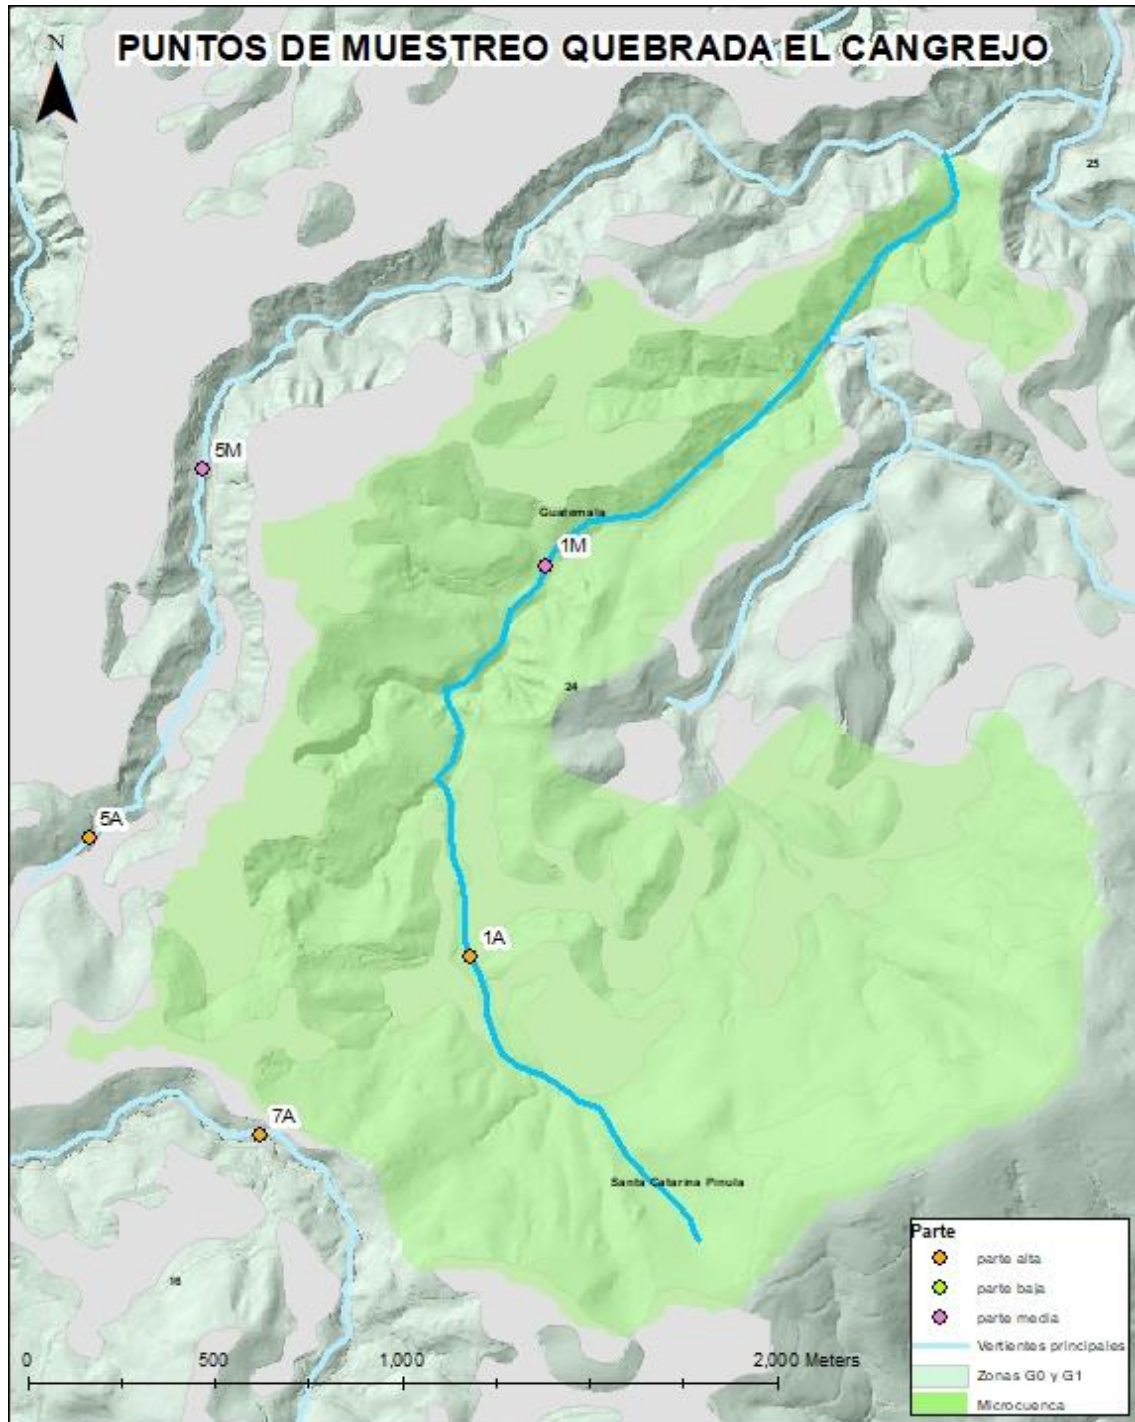 PUNTOS DE MUESTREO QUEBRADA EL CANGREJO
N
25
5M
Guatemala
1M
24
5A
1A
7A
Santa Catarina Pinula
16
Parte
parte alta
parte baja
parte media
Vertientes principales
Zonas G0 y G1
Microcuenca
0 500 1,000 2,000 Meters